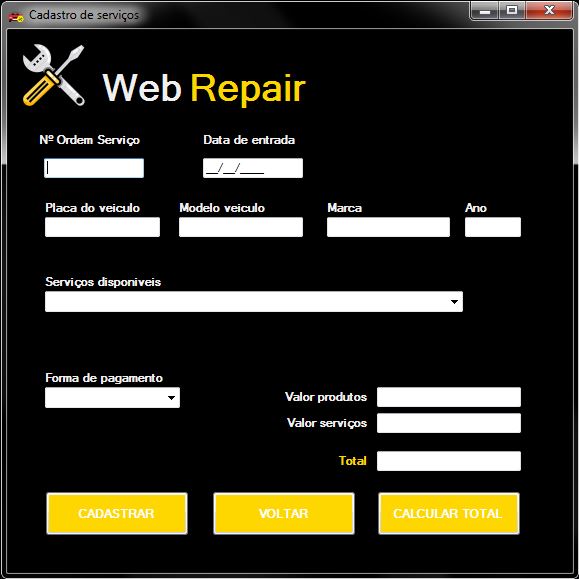 Cadastro de serviços
Web Repair
Nº Ordem Serviço Data de entrada
__/__/____
Placa do veiculo Modelo veiculo Marca Ano
Serviços disponiveis
Forma de pagamento
Valor produtos
Valor serviços
Total
CADASTRAR VOLTAR CALCULAR TOTAL